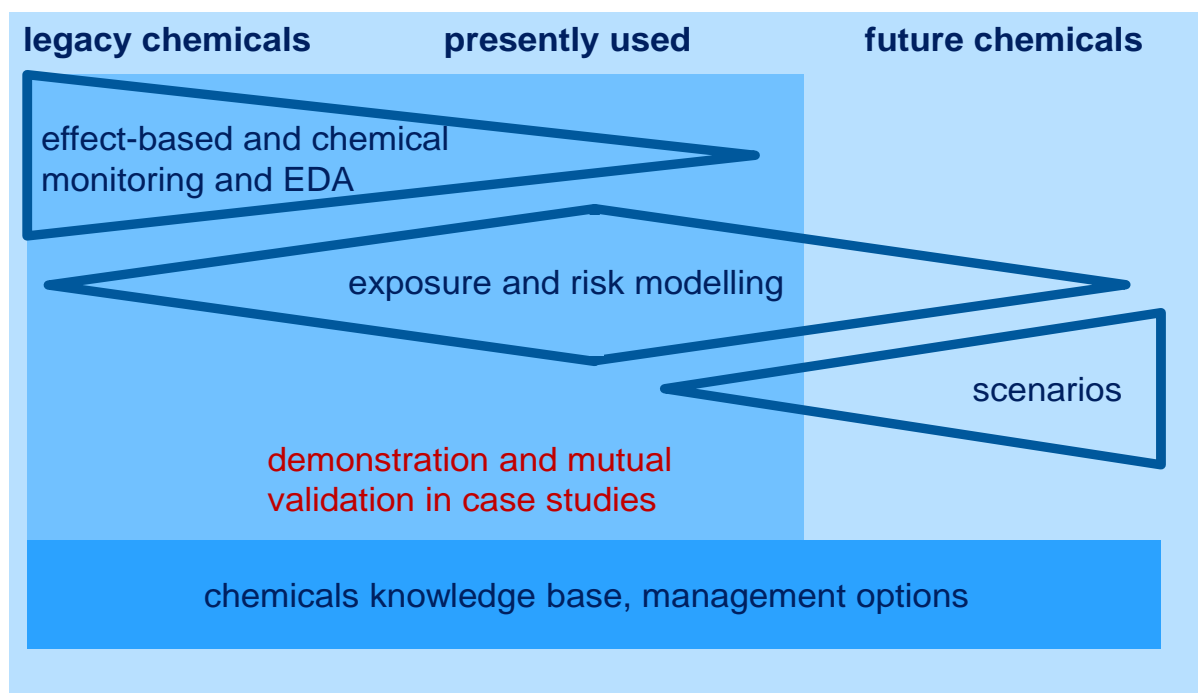 legacy chemicals presently used future chemicals
effect-based and chemical
monitoring and EDA
exposure and risk modelling
scenarios
demonstration and mutual
validation in case studies
chemicals knowledge base, management options